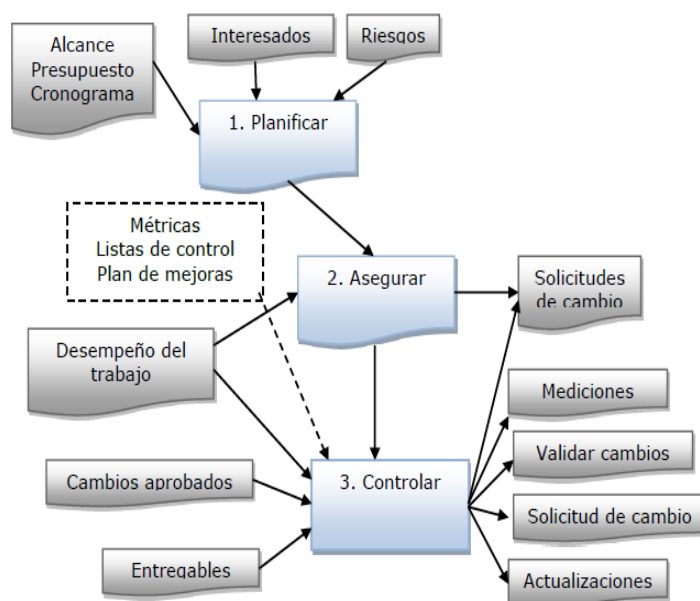 Alcance
Presupuesto
Cronograma
Interesados
Riesgos
1. Planificar
Métricas
Listas de control
Plan de mejoras
2. Asegurar
Solicitudes
de cambio
Desempeño del
trabajo
Mediciones
Validar cambios
Cambios aprobados
3. Controlar
Solicitud de cambio
Entregables
Actualizaciones